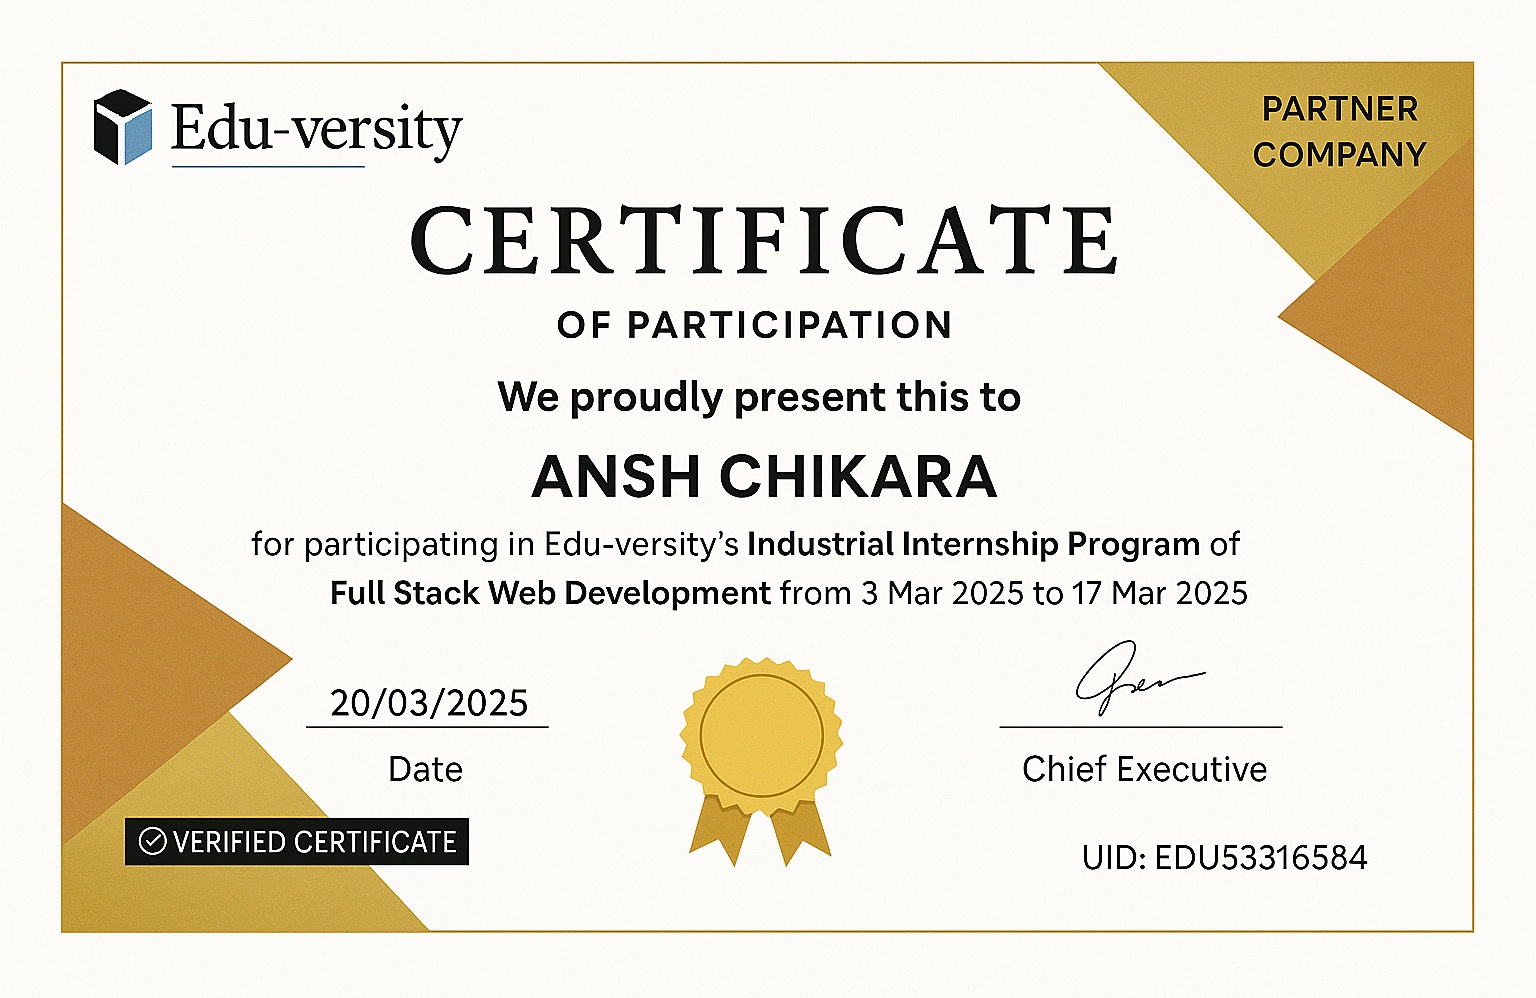 Edu-versity
PARTNER
COMPANY
CERTIFICATE
OF PARTICIPATION
We proudly present this to
ANSH CHIKARA
for participating in Edu-versity’s Industrial Internship Program of
Full Stack Web Development from 3 Mar 2025 to 17 Mar 2025
20/03/2025
Date
Chief Executive
VERIFIED CERTIFICATE
UID: EDU53316584